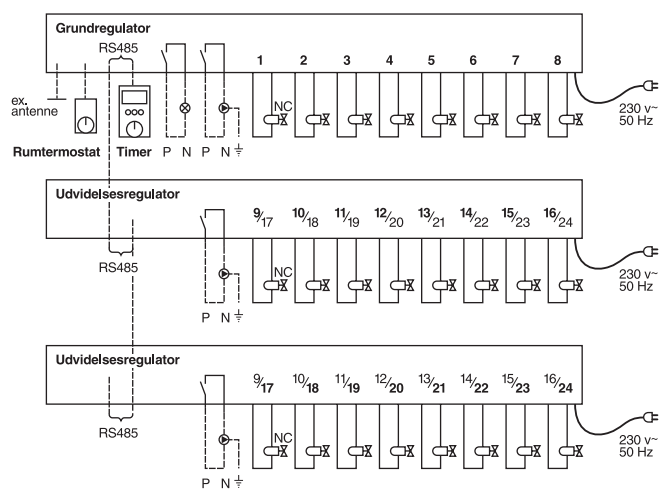 Grundregulator
RS485
1 2 3 4 5 6 7 8
ex.
antenne
NC
230 v~
50 Hz
Rumtermostat Timer P N P N
Udvidelsesregulator
9/17 10/18 11/19 12/20 13/21 14/22 15/23 16/24
RS485
NC
230 v~
50 Hz
P N
Udvidelsesregulator
9/17 10/18 11/19 12/20 13/21 14/22 15/23 16/24
RS485
NC
230 v~
50 Hz
P N